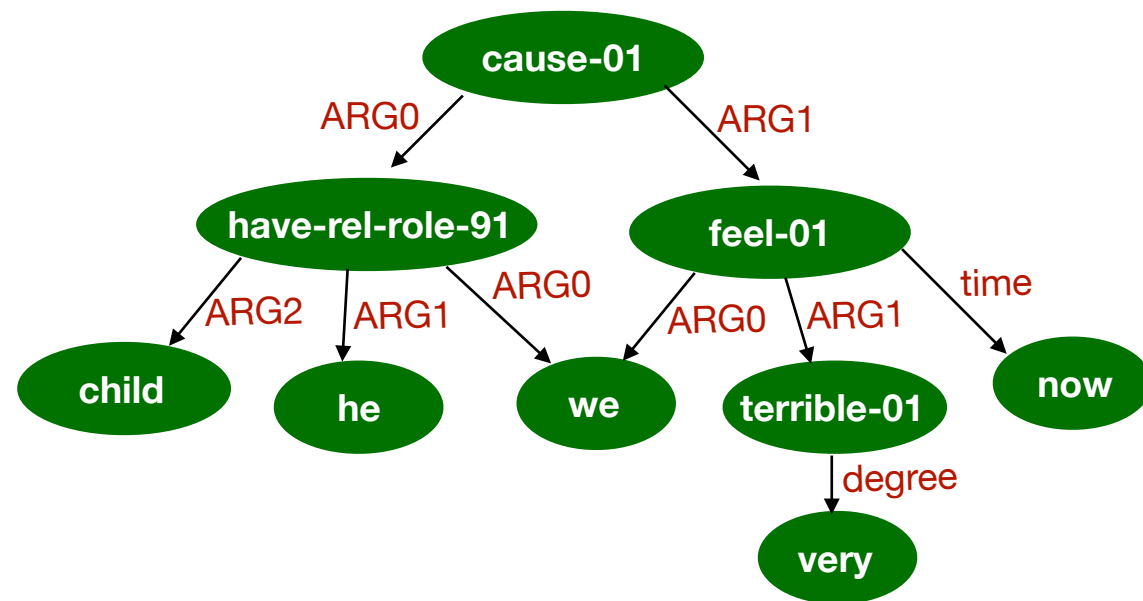 cause-01
ARG0
ARG1
have-rel-role-91
feel-01
ARG2
ARG1
ARG0
ARG0
ARG1
time
child
he
we
terrible-01
now
degree
very